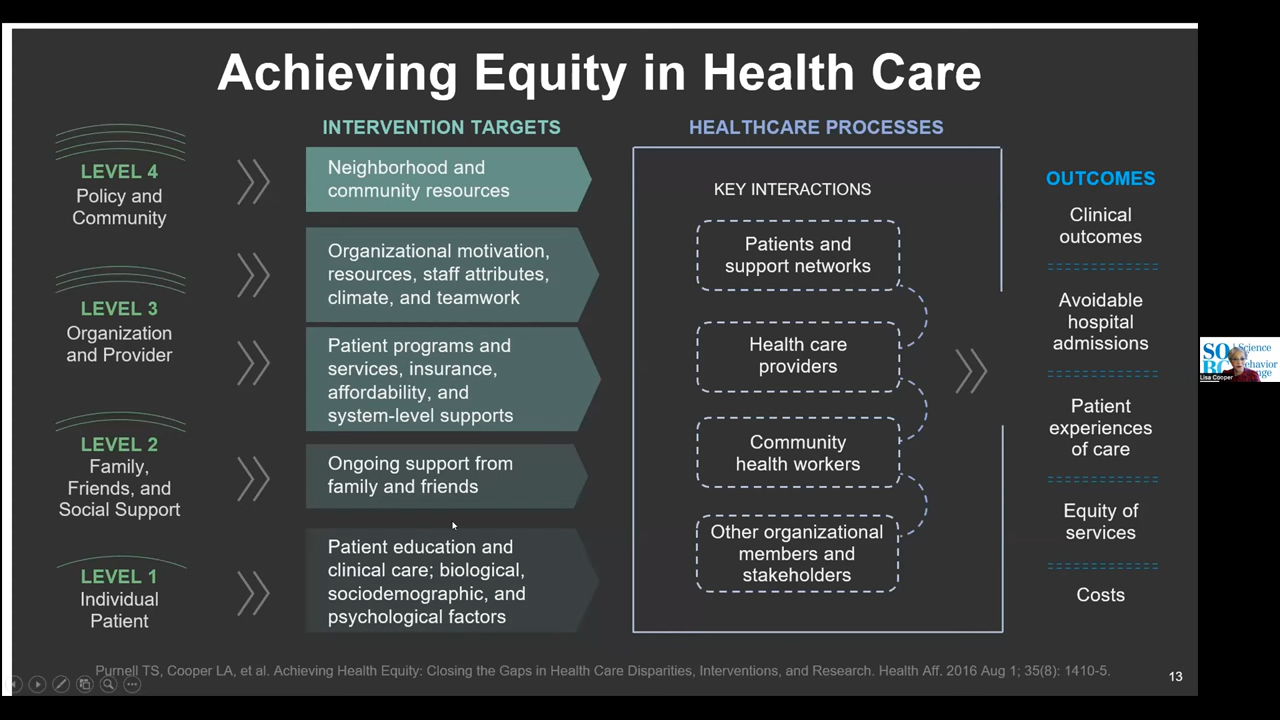 Achieving Equity in Health Care
INTERVENTION TARGETS
HEALTHCARE PROCESSES
LEVEL 4
Policy and
Community
LEVEL 3
Organization
and Provider
LEVEL 2
Family,
Friends, and
Social Support
LEVEL 1
Individual
Patient
Neighborhood and
community resources
Organizational motivation,
resources, staff attributes,
climate, and teamwork
Patient programs and
services, insurance,
affordability, and
system-level supports
Ongoing support from
family and friends
Patient education and
clinical care; biological,
sociodemographic, and
psychological factors
KEY INTERACTIONS
Patients and
support networks
Health care
providers
Community
health workers
Other organizational
members and
stakeholders
OUTCOMES
Clinical
outcomes
Avoidable
hospital
admissions
Patient
experiences
of care
Equity of
services
Costs
Purnell TS, Cooper LA, et al. Achieving Health Equity: Closing the Gaps in Health Care Disparities, Interventions, and Research. Health Aff. 2016 Aug 1; 35(8): 1410-5.
13
Science
Lisa Cooper